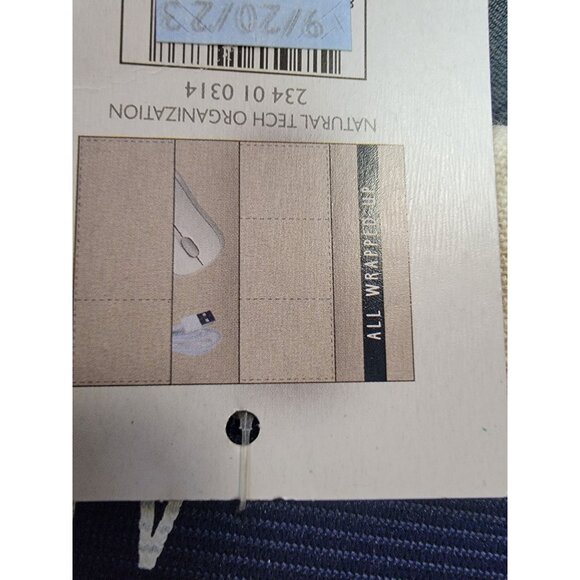 9/20/23
234 01 0314
NATURAL TECH ORGANIZATION
ALL WRAPPED UP